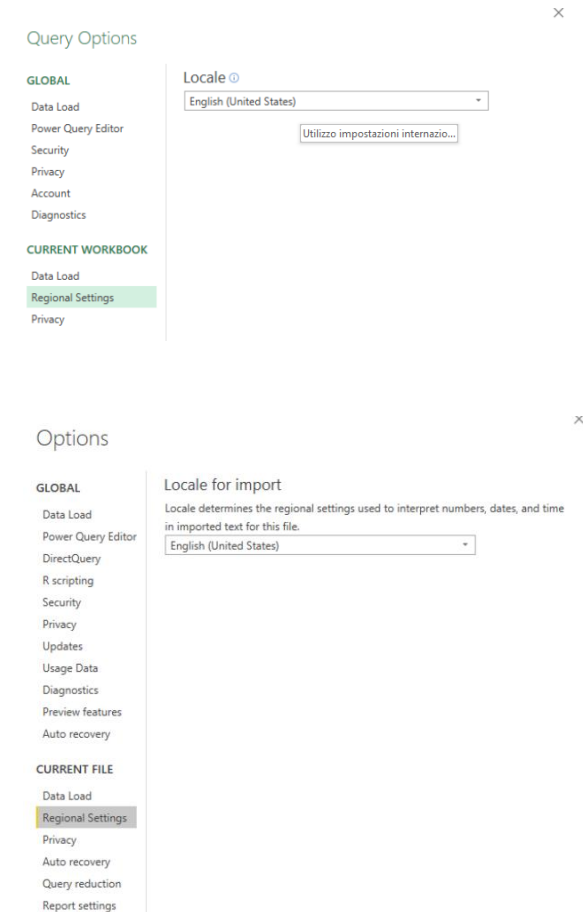 Query Options
GLOBAL
Data Load
Power Query Editor
Security
Privacy
Account
Diagnostics
CURRENT WORKBOOK
Data Load
Regional Settings
Privacy
Locale
English (United States)
Utilizzo impostazioni internazio...
Options
GLOBAL
Data Load
Power Query Editor
DirectQuery
R scripting
Security
Privacy
Updates
Usage Data
Diagnostics
Preview features
Auto recovery
CURRENT FILE
Data Load
Regional Settings
Privacy
Auto recovery
Query reduction
Report settings
Locale for import
Locale determines the regional settings used to interpret numbers, dates, and time
in imported text for this file.
English (United States)